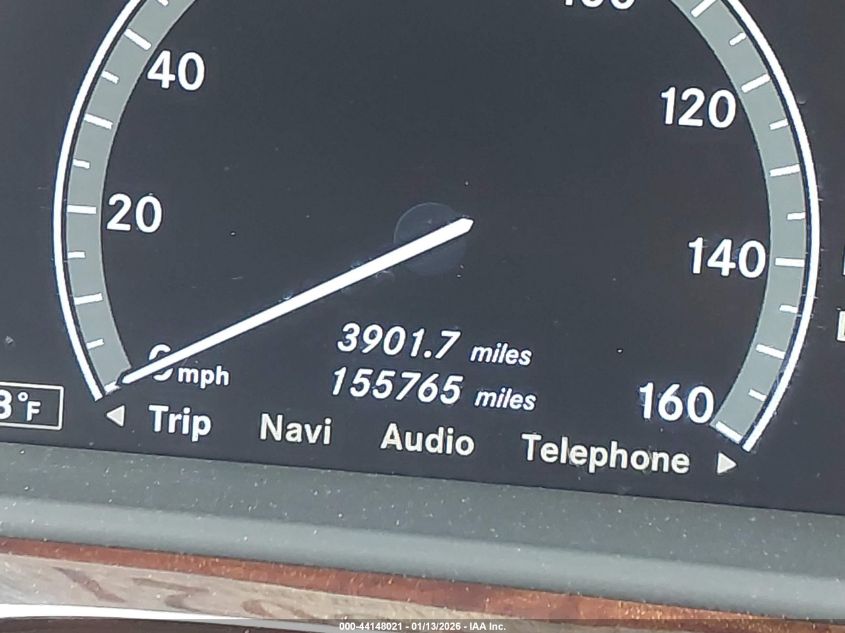 40
120
20
140
3901.7 miles
0 mph
155765 miles
160
°F
◀ Trip Navi Audio Telephone ▶
000-44148021 - 01/13/2026 - IAA Inc.